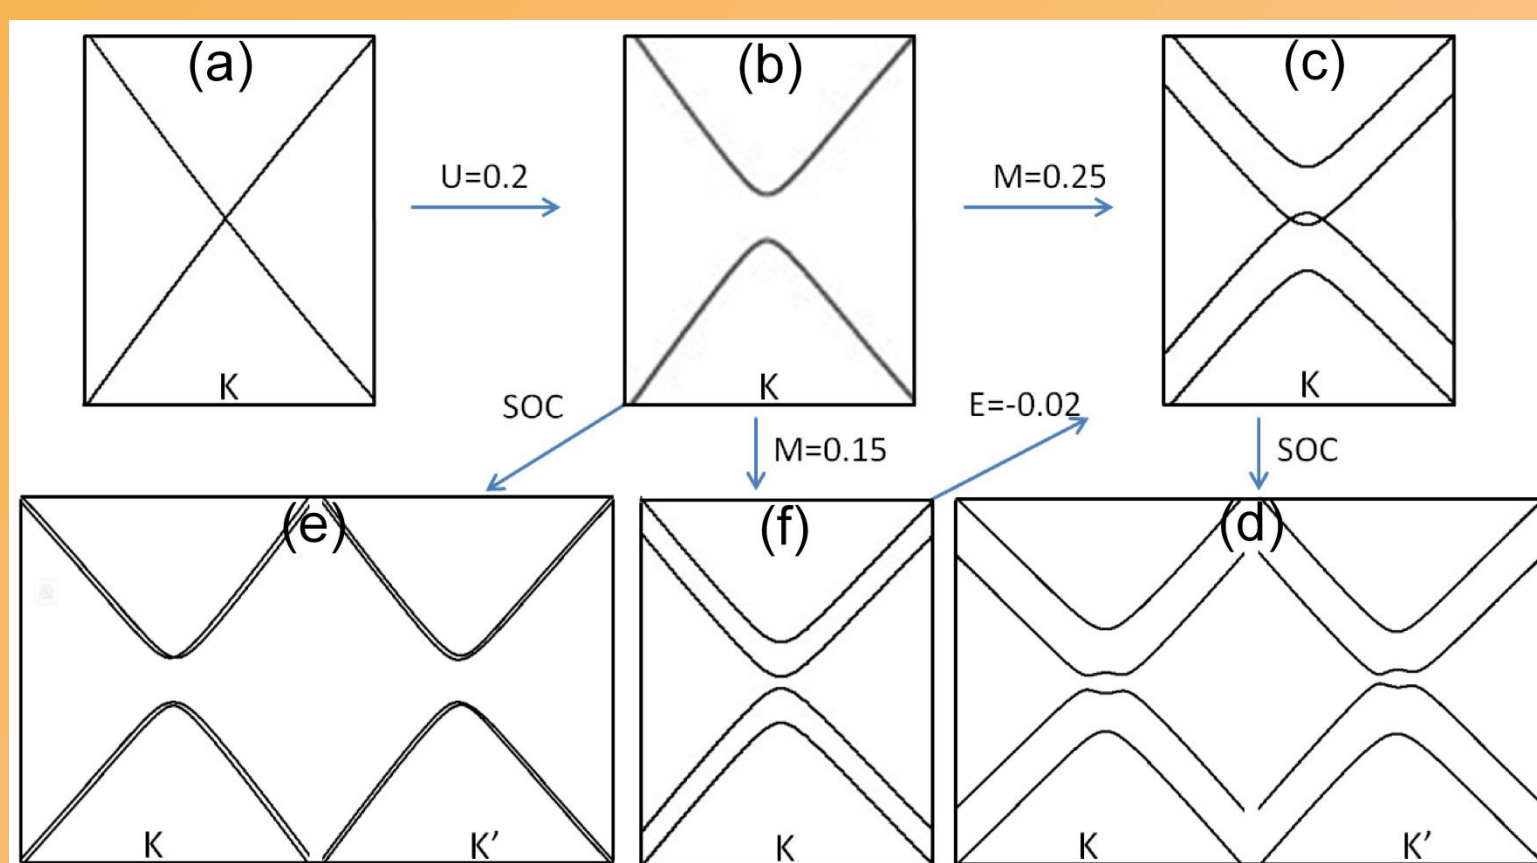 (a)
(b)
(c)
U=0.2
M=0.25
K
K
K
SOC
E=-0.02
M=0.15
SOC
(e)
(f)
(d)
K
K’
K
K
K’